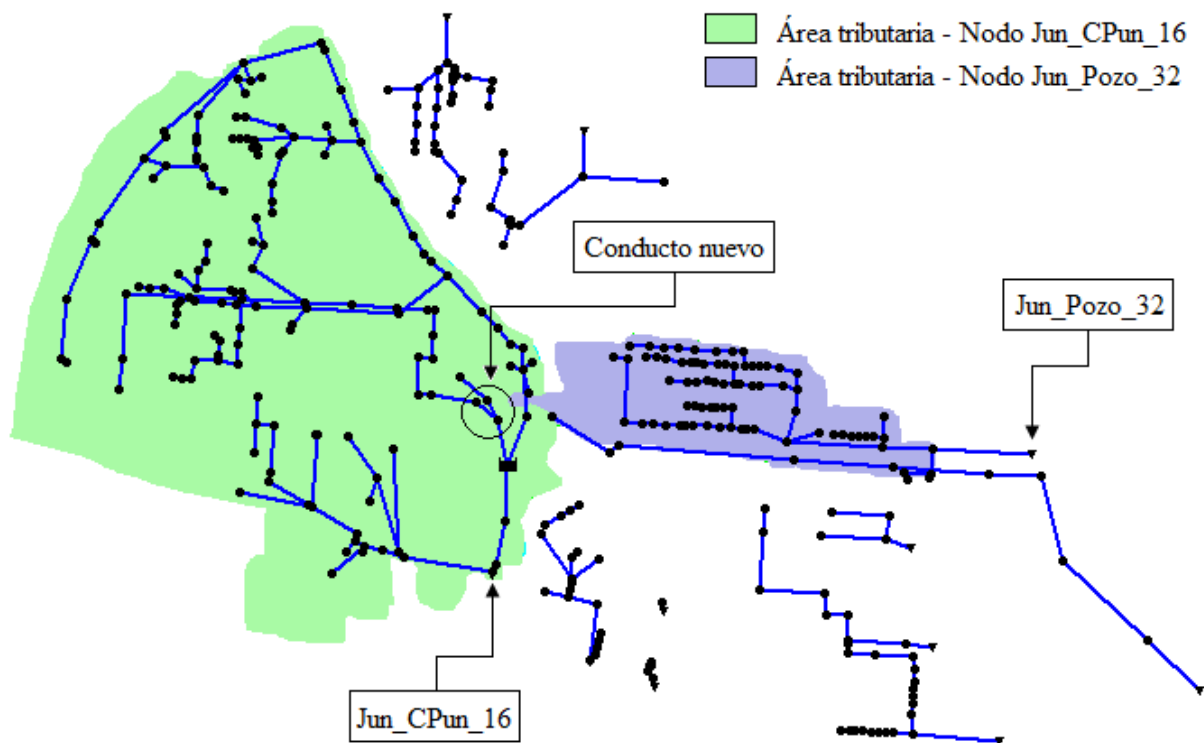 Área tributaria - Nodo Jun_CPun_16
Área tributaria - Nodo Jun_Pozo_32
Conducto nuevo
Jun_Pozo_32
Jun_CPun_16